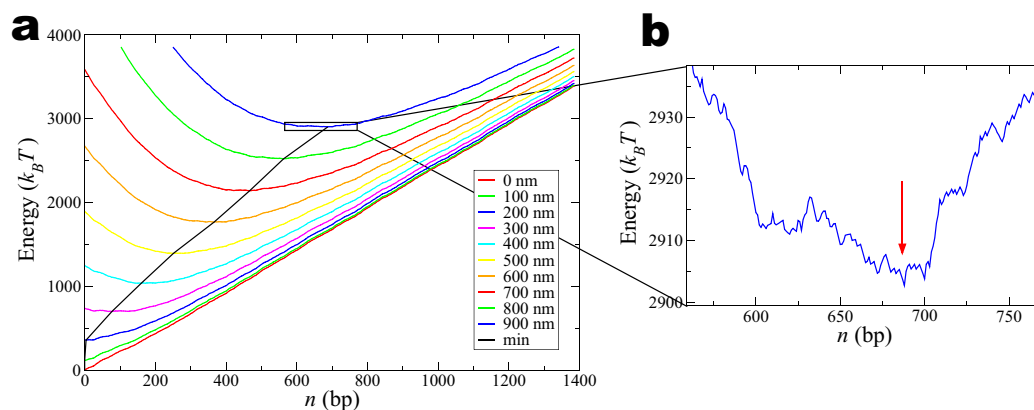 a
Energy (k_B T)
4000
3000
2000
1000
0
0 200 400 600 800 1000 1200 1400
n (bp)
0 nm
100 nm
200 nm
300 nm
400 nm
500 nm
600 nm
700 nm
800 nm
900 nm
min
b
Energy (k_B T)
2930
2920
2910
2900
600 650 700 750
n (bp)